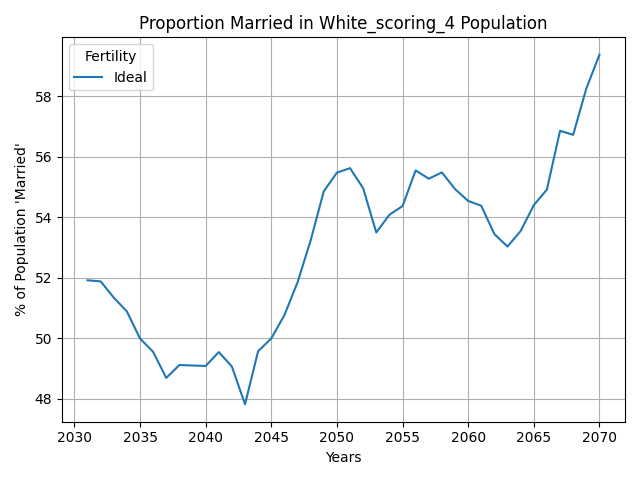 Proportion Married in White_scoring_4 Population
Fertility
Ideal
% of Population 'Married'
58
56
54
52
50
48
2030 2035 2040 2045 2050 2055 2060 2065 2070
Years